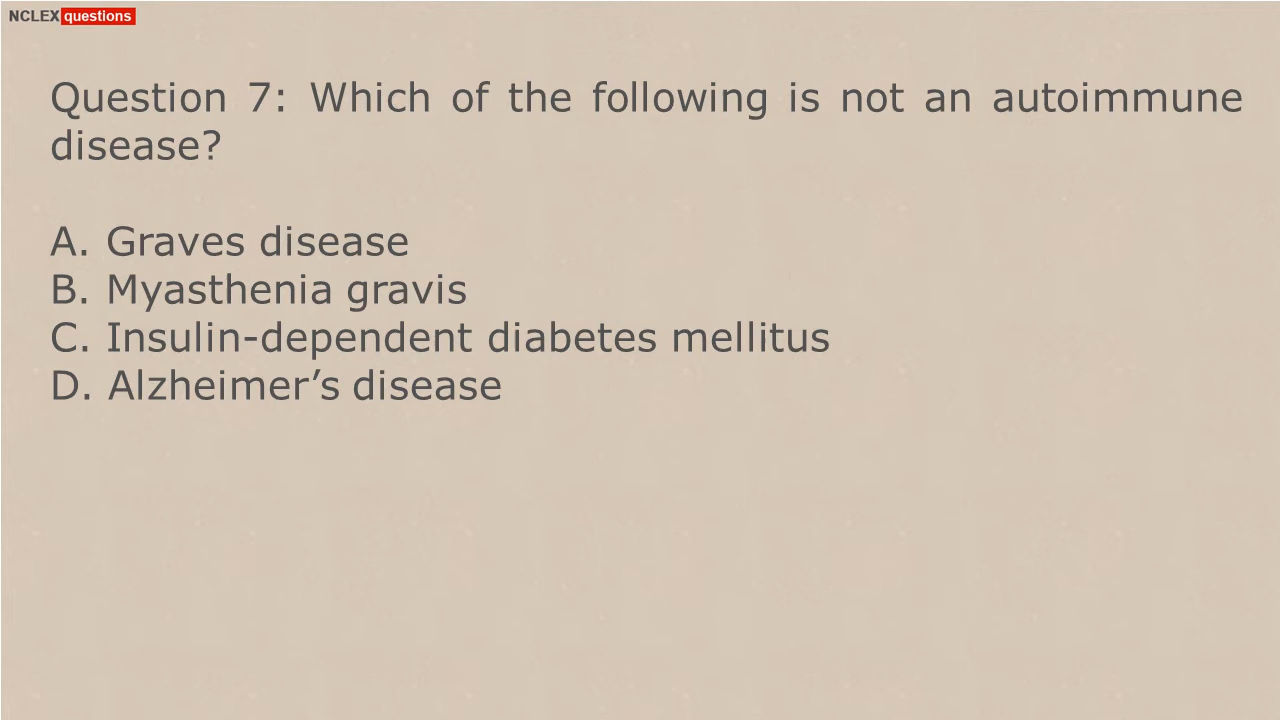 NCLEX questions
Question 7: Which of the following is not an autoimmune
disease?
A. Graves disease
B. Myasthenia gravis
C. Insulin-dependent diabetes mellitus
D. Alzheimer’s disease